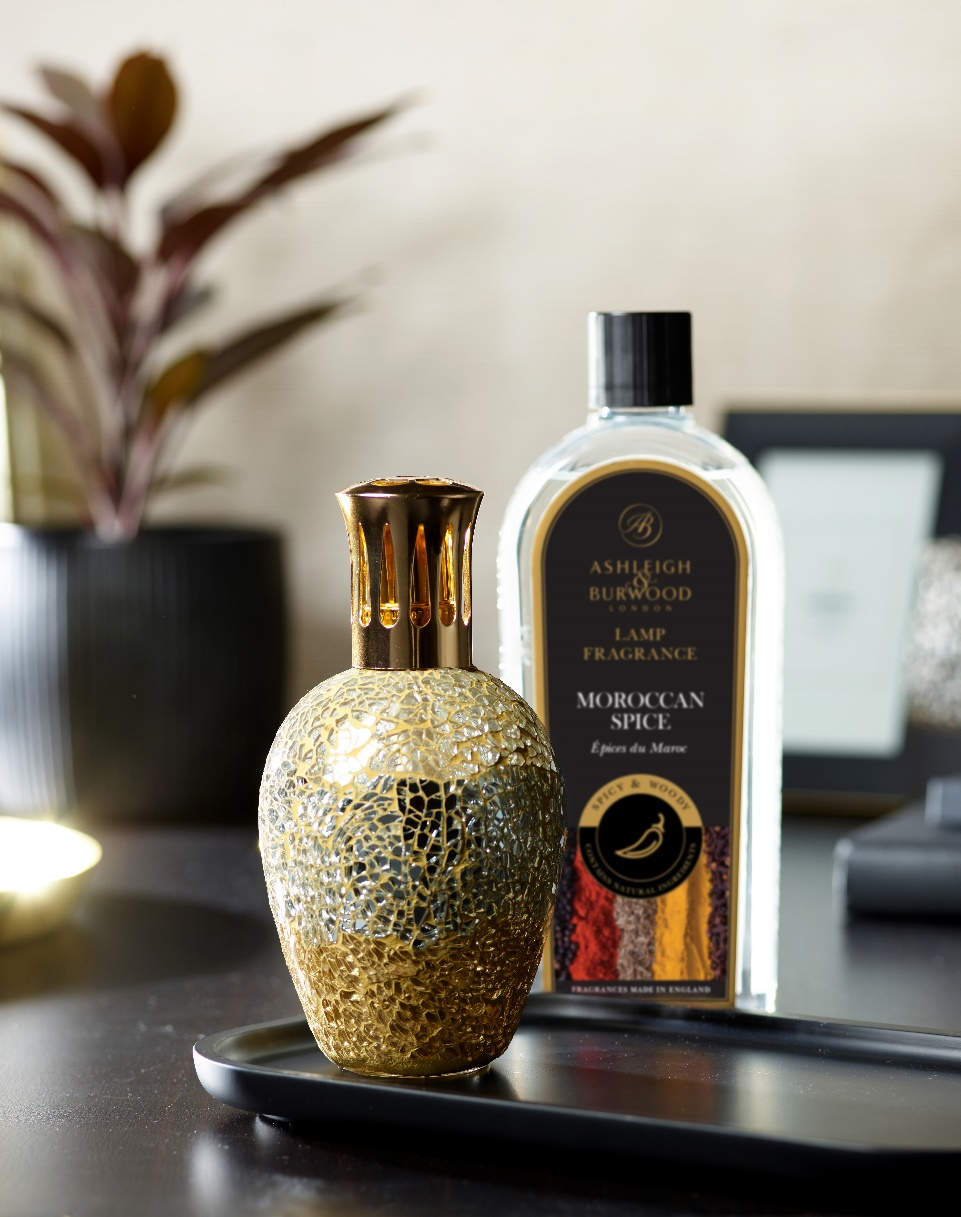 AB
ASHLEIGH
&
BURWOOD
LONDON
LAMP
FRAGRANCE
MOROCCAN
SPICE
Épices du Maroc
SPICY & WOODY
CONTAINS NATURAL INGREDIENTS
FRAGRANCES MADE IN ENGLAND